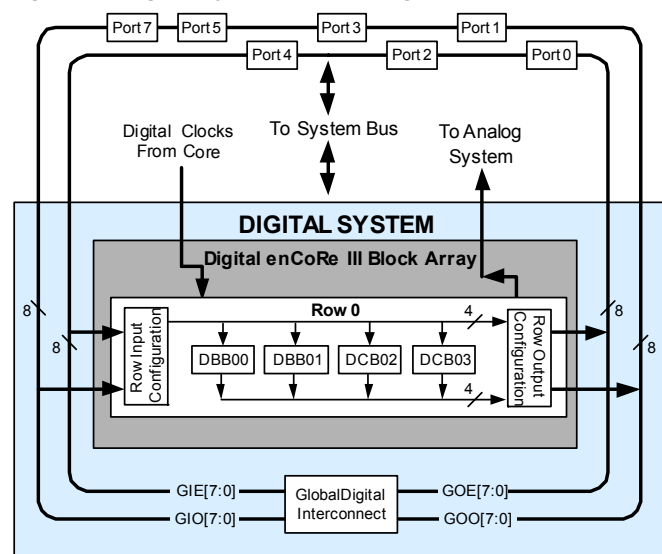 Port 7
Port 5
Port 3
Port 1
Port 4
Port 2
Port 0
Digital Clocks
From Core
To System Bus
To Analog
System
DIGITAL SYSTEM
Digital enCoRe III Block Array
Row 0
Row Input
Configuration
DBB00
DBB01
DCB02
DCB03
4
4
Row Output
Configuration
8
8
8
8
GIE[7:0]
GIO[7:0]
GlobalDigital
Interconnect
GOE[7:0]
GOO[7:0]